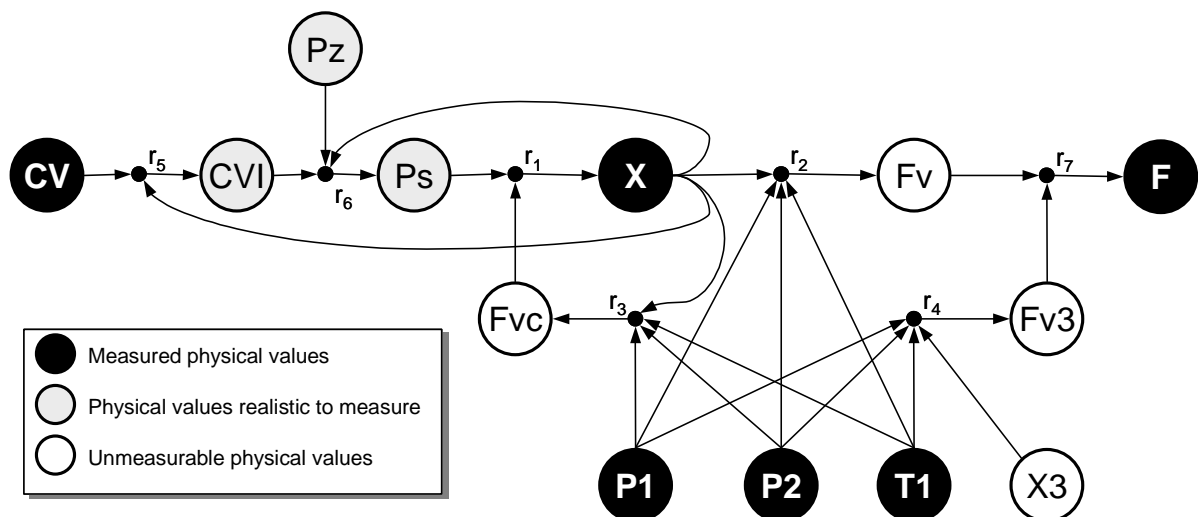 Pz
CV
r5
CVI
r6
Ps
r1
X
r2
Fv
r7
F
Fvc
r3
r4
Fv3
Measured physical values
Physical values realistic to measure
Unmeasurable physical values
P1
P2
T1
X3